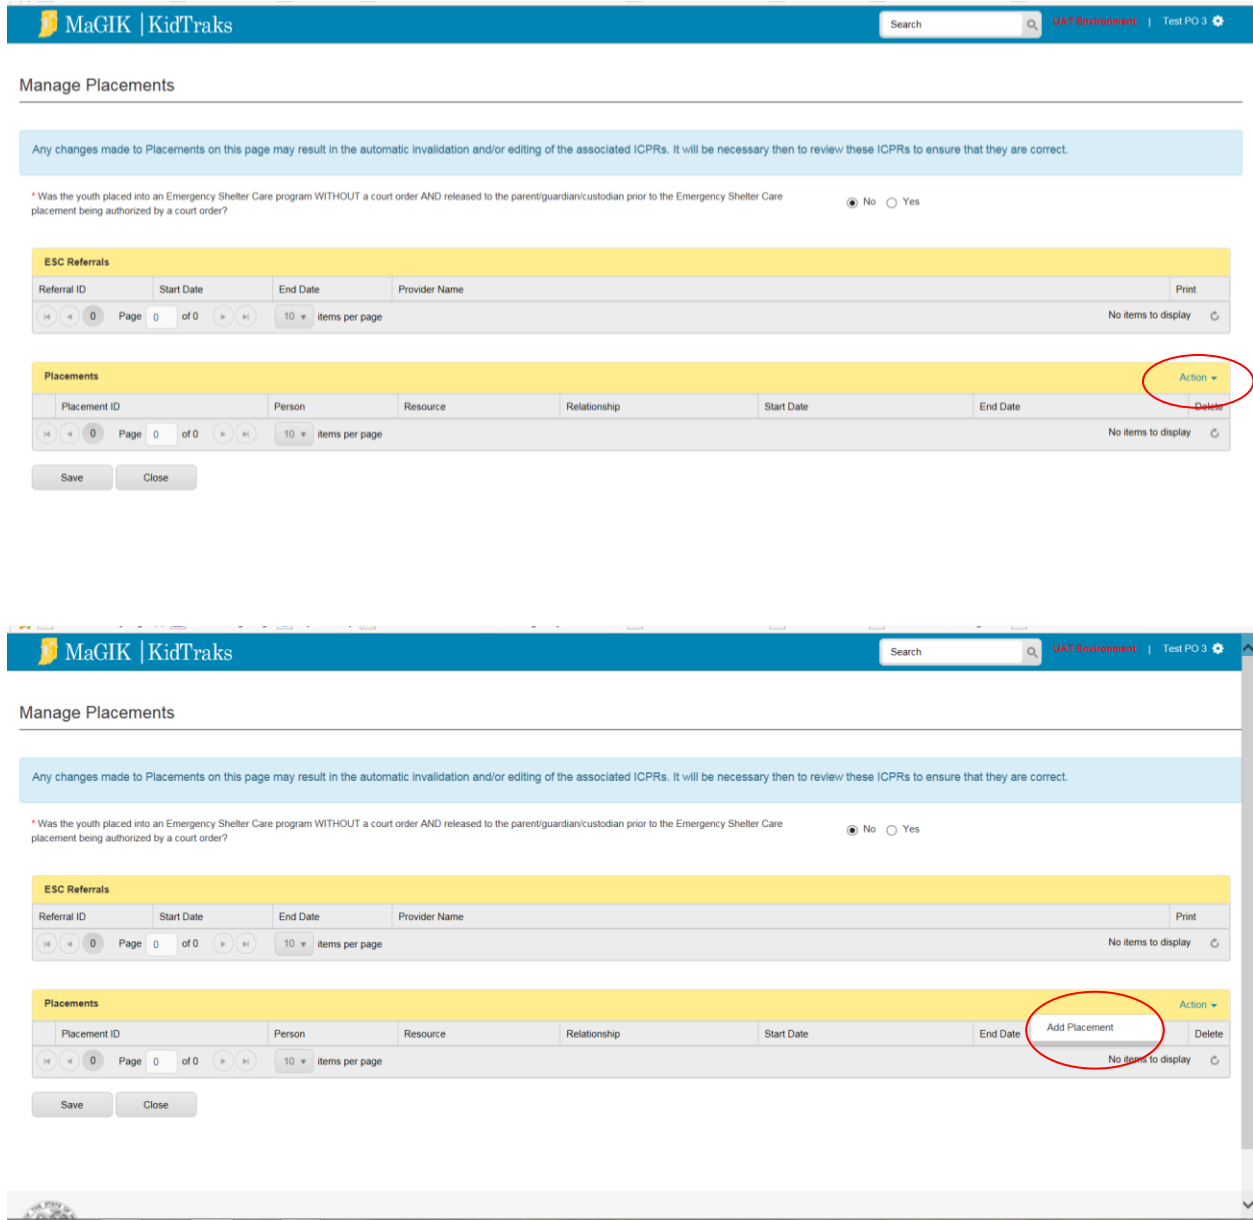 MaGIK | KidTraks
Search
UAT Environment | Test PO 3
Manage Placements
Any changes made to Placements on this page may result in the automatic invalidation and/or editing of the associated ICPRs. It will be necessary then to review these ICPRs to ensure that they are correct.
* Was the youth placed into an Emergency Shelter Care program WITHOUT a court order AND released to the parent/guardian/custodian prior to the Emergency Shelter Care
placement being authorized by a court order?
No Yes
ESC Referrals
Referral ID Start Date End Date Provider Name Print
0 Page 0 of 0 10 items per page No items to display
Placements Action
Placement ID Person Resource Relationship Start Date End Date Delete
0 Page 0 of 0 10 items per page No items to display
Save Close
MaGIK | KidTraks
Search
UAT Environment | Test PO 3
Manage Placements
Any changes made to Placements on this page may result in the automatic invalidation and/or editing of the associated ICPRs. It will be necessary then to review these ICPRs to ensure that they are correct.
* Was the youth placed into an Emergency Shelter Care program WITHOUT a court order AND released to the parent/guardian/custodian prior to the Emergency Shelter Care
placement being authorized by a court order?
No Yes
ESC Referrals
Referral ID Start Date End Date Provider Name Print
0 Page 0 of 0 10 items per page No items to display
Placements Action
Placement ID Person Resource Relationship Start Date End Date Add Placement Delete
0 Page 0 of 0 10 items per page No items to display
Save Close
THE STATE OF